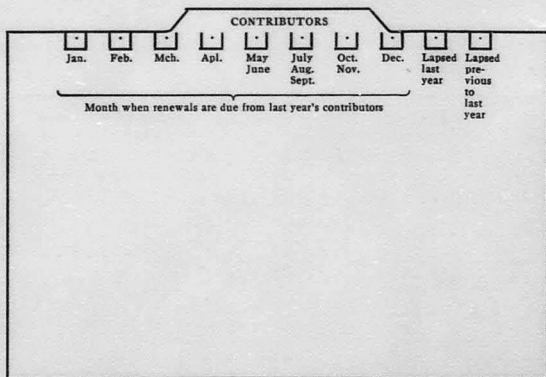 CONTRIBUTORS
Jan. Feb. Mch. Apl. May July Oct. Dec. Lapsed Lapsed
June Aug. Nov. last pre-
Sept. year vious
to
last
year
Month when renewals are due from last year's contributors